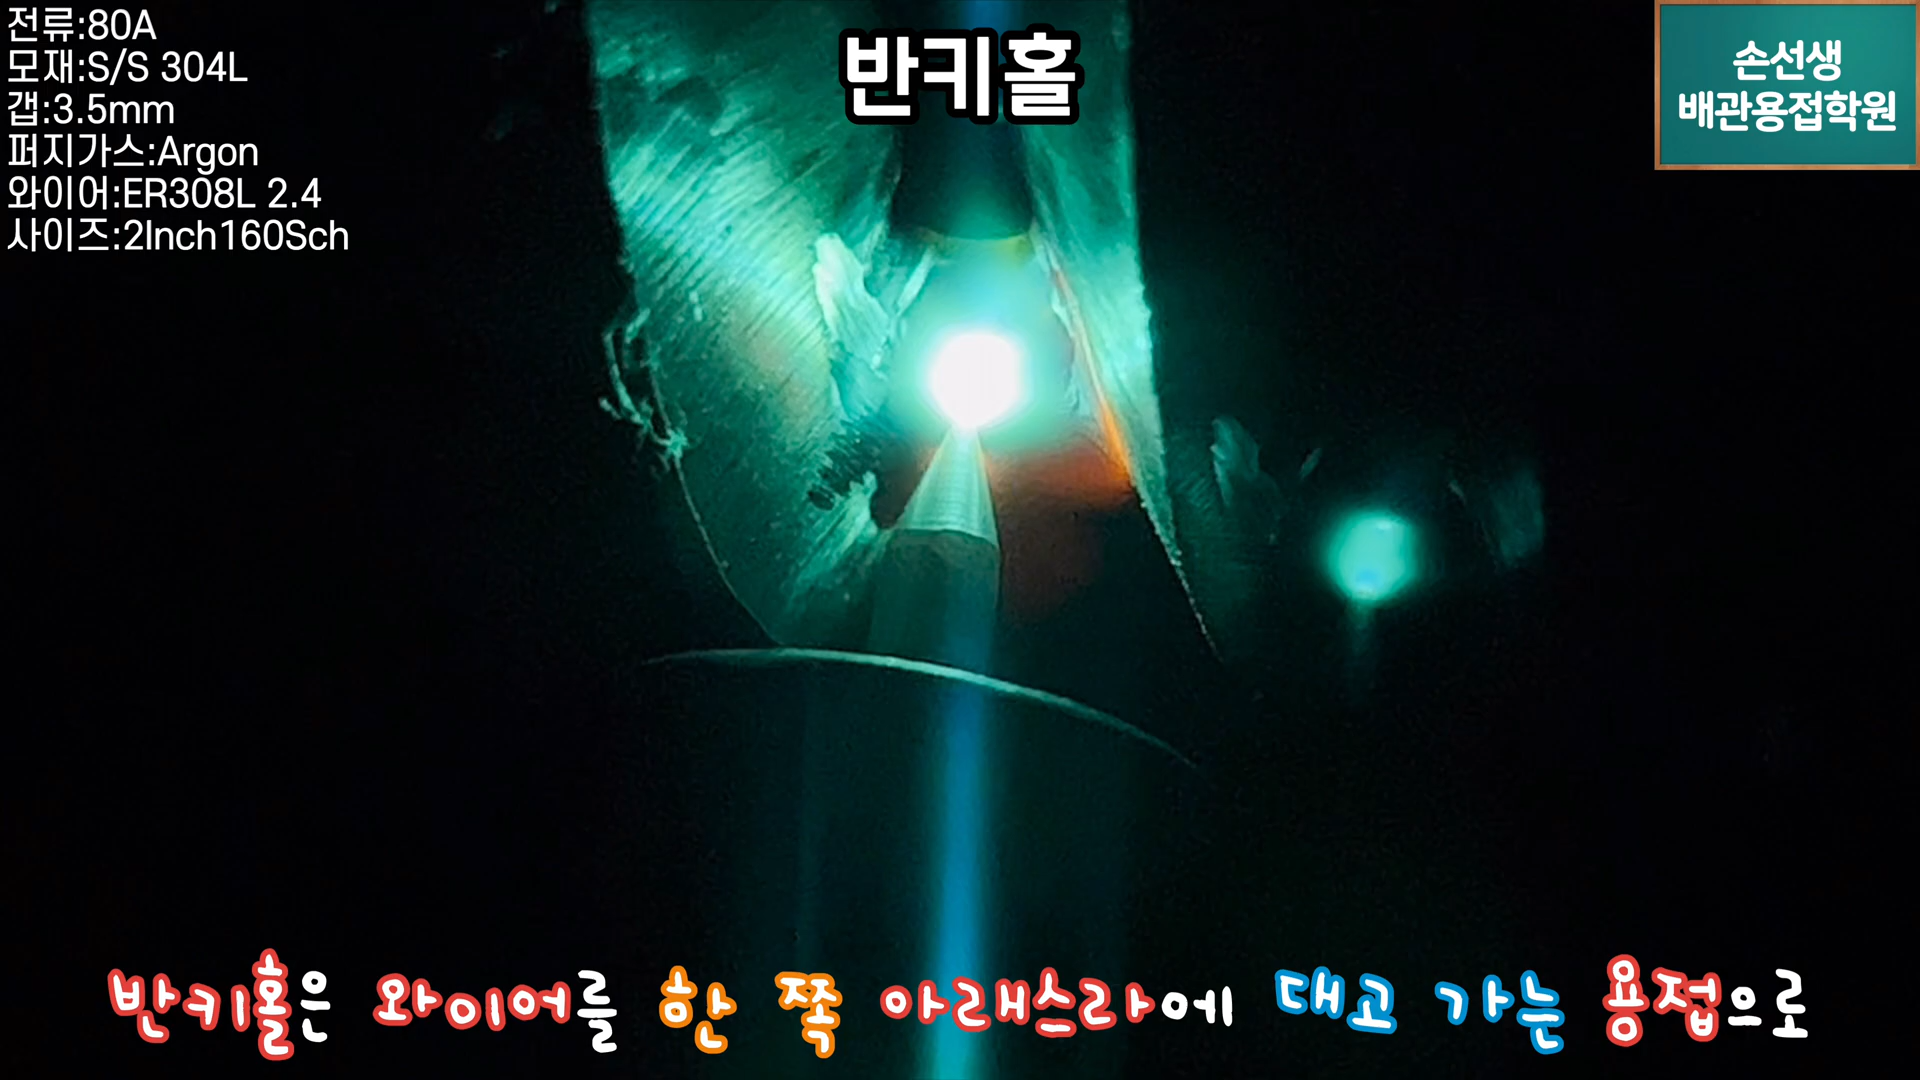 전류:80A
모재:S/S 304L
갭:3.5mm
퍼지가스:Argon
와이어:ER308L 2.4
사이즈:2Inch160Sch
반키홀
손선생
배관용접학원
반키홀은 와이어를 한 쪽 아래스라에 대고 가는 용접으로